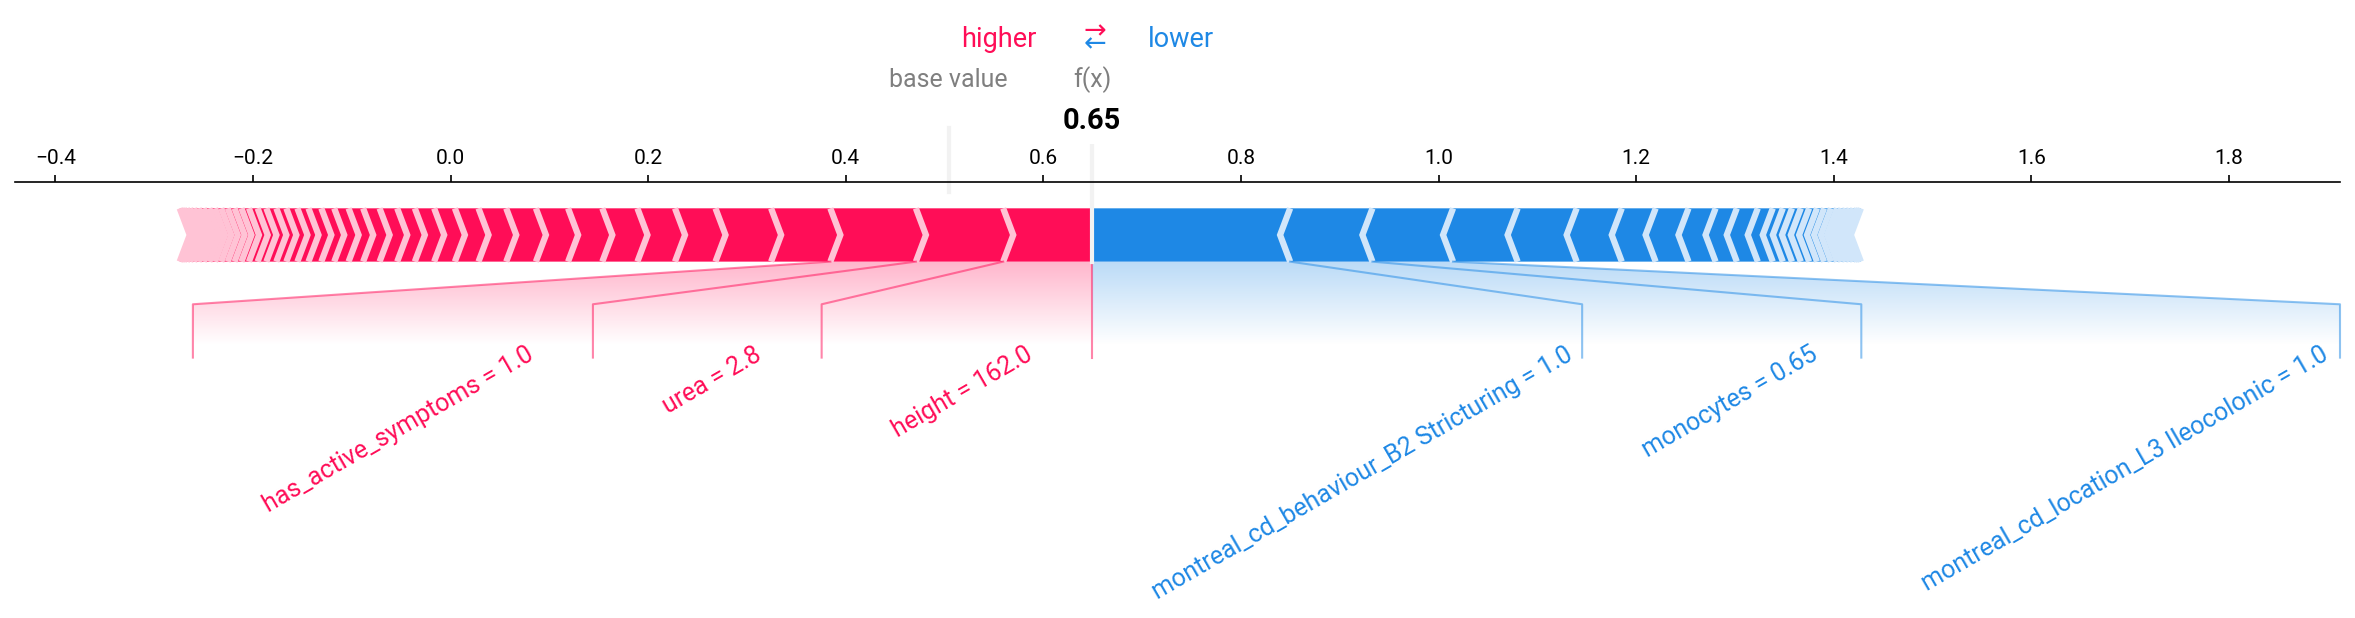 higher ⇄ lower
base value f(x)
0.65
−0.4 −0.2 0.0 0.2 0.4 0.6 0.8 1.0 1.2 1.4 1.6 1.8
has_active_symptoms = 1.0
urea = 2.8
height = 162.0
montreal_cd_behaviour_B2 Stricturing = 1.0
monocytes = 0.65
montreal_cd_location_L3 Ileocolonic = 1.0